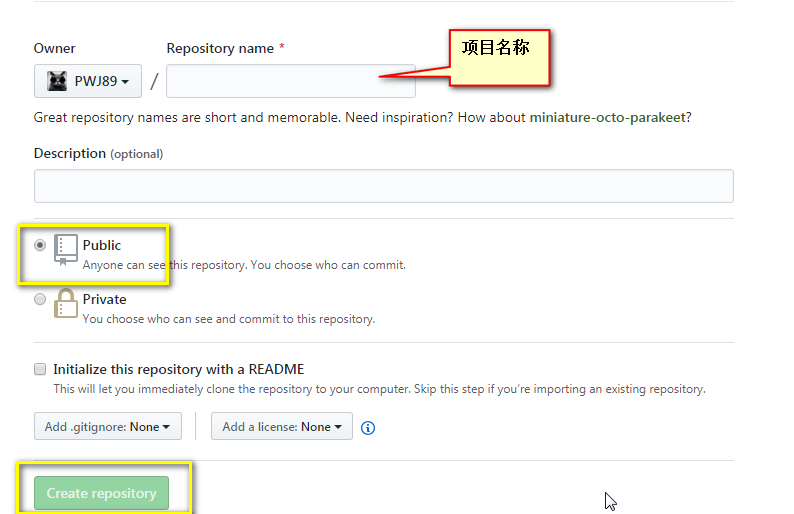 Owner
Repository name *
项目名称
PWJ89 /
Great repository names are short and memorable. Need inspiration? How about miniature-octo-parakeet?
Description (optional)
Public
Anyone can see this repository. You choose who can commit.
Private
You choose who can see and commit to this repository.
Initialize this repository with a README
This will let you immediately clone the repository to your computer. Skip this step if you're importing an existing repository.
Add .gitignore: None
Add a license: None
Create repository